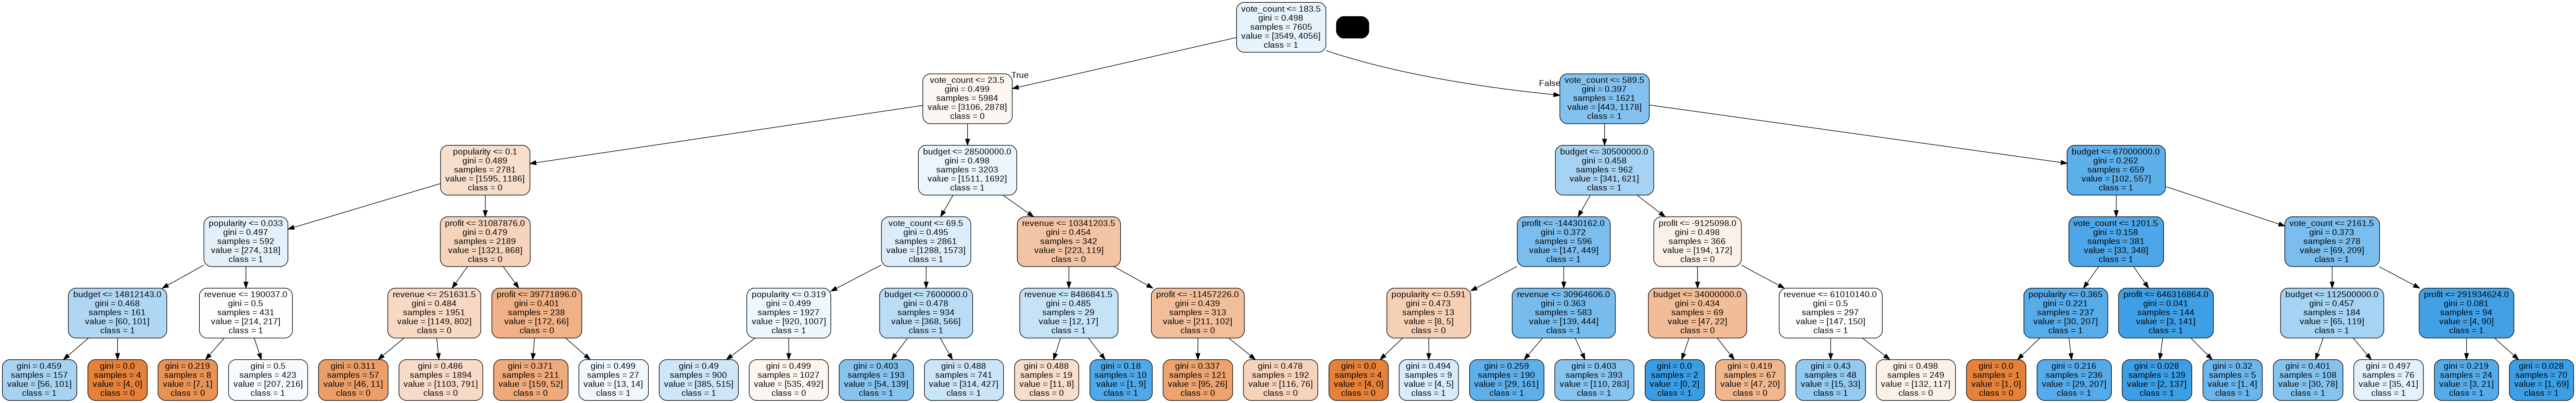 vote_count <= 183.5
gini = 0.498
samples = 7605
value = [3549, 4056]
class = 1
True
False
vote_count <= 23.5
gini = 0.499
samples = 5984
value = [3106, 2878]
class = 0
vote_count <= 589.5
gini = 0.397
samples = 1621
value = [443, 1178]
class = 1
popularity <= 0.1
gini = 0.489
samples = 2781
value = [1595, 1186]
class = 0
budget <= 28500000.0
gini = 0.498
samples = 3203
value = [1511, 1692]
class = 1
budget <= 30500000.0
gini = 0.458
samples = 962
value = [341, 621]
class = 1
budget <= 67000000.0
gini = 0.262
samples = 659
value = [102, 557]
class = 1
popularity <= 0.033
gini = 0.497
samples = 592
value = [274, 318]
class = 1
profit <= 31087876.0
gini = 0.479
samples = 2189
value = [1321, 868]
class = 0
vote_count <= 69.5
gini = 0.495
samples = 2861
value = [1288, 1573]
class = 1
revenue <= 10341203.5
gini = 0.454
samples = 342
value = [223, 119]
class = 0
profit <= -14430162.0
gini = 0.372
samples = 596
value = [147, 449]
class = 1
profit <= -9125098.0
gini = 0.498
samples = 366
value = [194, 172]
class = 0
vote_count <= 1201.5
gini = 0.158
samples = 381
value = [33, 348]
class = 1
vote_count <= 2161.5
gini = 0.373
samples = 278
value = [69, 209]
class = 1
budget <= 14812143.0
gini = 0.468
samples = 161
value = [60, 101]
class = 1
revenue <= 190037.0
gini = 0.5
samples = 431
value = [214, 217]
class = 1
revenue <= 251631.5
gini = 0.484
samples = 1951
value = [1149, 802]
class = 0
profit <= 39771896.0
gini = 0.401
samples = 238
value = [172, 66]
class = 0
popularity <= 0.319
gini = 0.499
samples = 1927
value = [920, 1007]
class = 1
budget <= 7600000.0
gini = 0.478
samples = 934
value = [368, 566]
class = 1
revenue <= 8486841.5
gini = 0.485
samples = 29
value = [12, 17]
class = 1
profit <= -11457226.0
gini = 0.439
samples = 313
value = [211, 102]
class = 0
popularity <= 0.591
gini = 0.473
samples = 13
value = [8, 5]
class = 0
revenue <= 30964606.0
gini = 0.363
samples = 583
value = [139, 444]
class = 1
budget <= 34000000.0
gini = 0.434
samples = 69
value = [47, 22]
class = 0
revenue <= 61010140.0
gini = 0.5
samples = 297
value = [147, 150]
class = 1
popularity <= 0.365
gini = 0.221
samples = 237
value = [30, 207]
class = 1
profit <= 646316864.0
gini = 0.041
samples = 144
value = [3, 141]
class = 1
budget <= 112500000.0
gini = 0.457
samples = 184
value = [65, 119]
class = 1
profit <= 291934624.0
gini = 0.081
samples = 94
value = [4, 90]
class = 1
gini = 0.459
samples = 157
value = [56, 101]
class = 1
gini = 0.0
samples = 4
value = [4, 0]
class = 0
gini = 0.219
samples = 8
value = [7, 1]
class = 0
gini = 0.5
samples = 423
value = [207, 216]
class = 1
gini = 0.311
samples = 57
value = [46, 11]
class = 0
gini = 0.486
samples = 1894
value = [1103, 791]
class = 0
gini = 0.371
samples = 211
value = [159, 52]
class = 0
gini = 0.499
samples = 27
value = [13, 14]
class = 1
gini = 0.49
samples = 900
value = [385, 515]
class = 1
gini = 0.499
samples = 1027
value = [535, 492]
class = 0
gini = 0.403
samples = 193
value = [54, 139]
class = 1
gini = 0.488
samples = 741
value = [314, 427]
class = 1
gini = 0.488
samples = 19
value = [11, 8]
class = 0
gini = 0.18
samples = 10
value = [1, 9]
class = 1
gini = 0.337
samples = 121
value = [95, 26]
class = 0
gini = 0.478
samples = 192
value = [116, 76]
class = 0
gini = 0.0
samples = 4
value = [4, 0]
class = 0
gini = 0.494
samples = 9
value = [4, 5]
class = 1
gini = 0.259
samples = 190
value = [29, 161]
class = 1
gini = 0.403
samples = 393
value = [110, 283]
class = 1
gini = 0.0
samples = 2
value = [0, 2]
class = 1
gini = 0.419
samples = 67
value = [47, 20]
class = 0
gini = 0.43
samples = 48
value = [15, 33]
class = 1
gini = 0.498
samples = 249
value = [132, 117]
class = 0
gini = 0.0
samples = 1
value = [1, 0]
class = 0
gini = 0.216
samples = 236
value = [29, 207]
class = 1
gini = 0.028
samples = 139
value = [2, 137]
class = 1
gini = 0.32
samples = 5
value = [1, 4]
class = 1
gini = 0.401
samples = 108
value = [30, 78]
class = 1
gini = 0.497
samples = 76
value = [35, 41]
class = 1
gini = 0.219
samples = 24
value = [3, 21]
class = 1
gini = 0.028
samples = 70
value = [1, 69]
class = 1